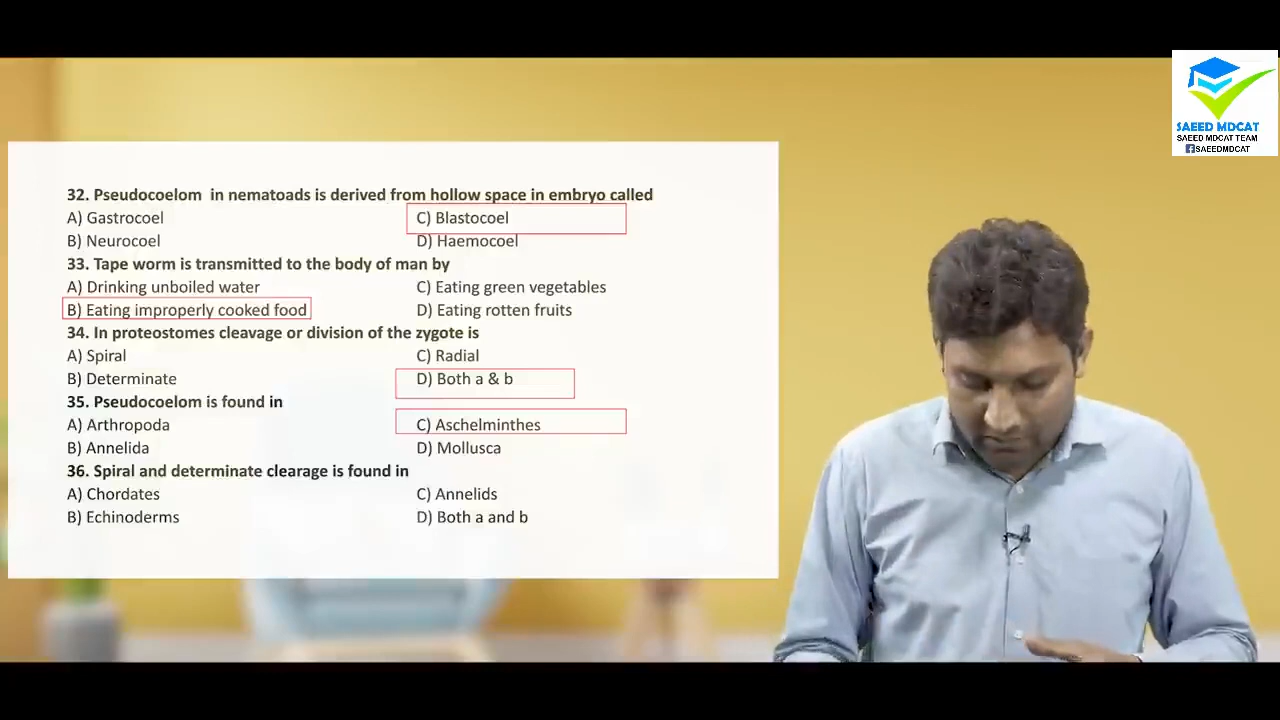 SAEED MDCAT
SAEED MDCAT TEAM
SAEEDMDCAT
32. Pseudocoelom in nematoads is derived from hollow space in embryo called
A) Gastrocoel C) Blastocoel
B) Neurocoel D) Haemocoel
33. Tape worm is transmitted to the body of man by
A) Drinking unboiled water C) Eating green vegetables
B) Eating improperly cooked food D) Eating rotten fruits
34. In proteostomes cleavage or division of the zygote is
A) Spiral C) Radial
B) Determinate D) Both a & b
35. Pseudocoelom is found in
A) Arthropoda C) Aschelminthes
B) Annelida D) Mollusca
36. Spiral and determinate clearage is found in
A) Chordates C) Annelids
B) Echinoderms D) Both a and b